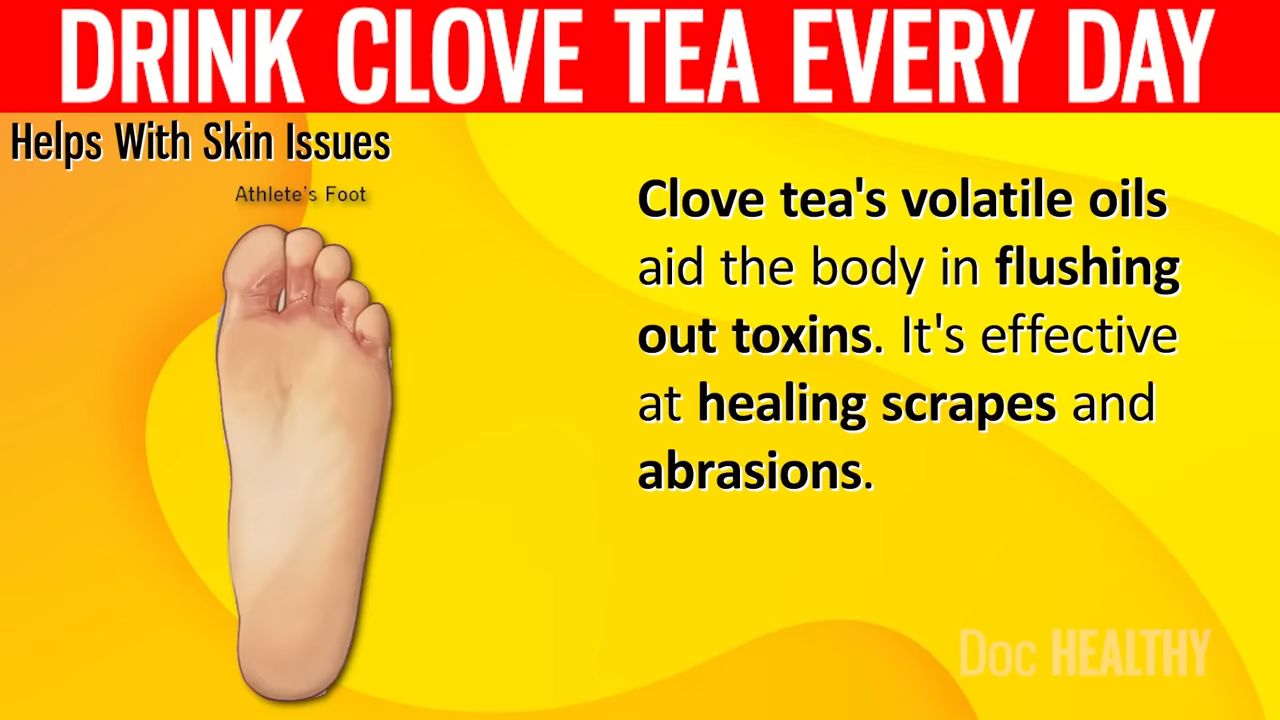 DRINK CLOVE TEA EVERY DAY
Helps With Skin Issues
Athlete's Foot
Clove tea's volatile oils
aid the body in flushing
out toxins. It's effective
at healing scrapes and
abrasions.
Doc HEALTHY